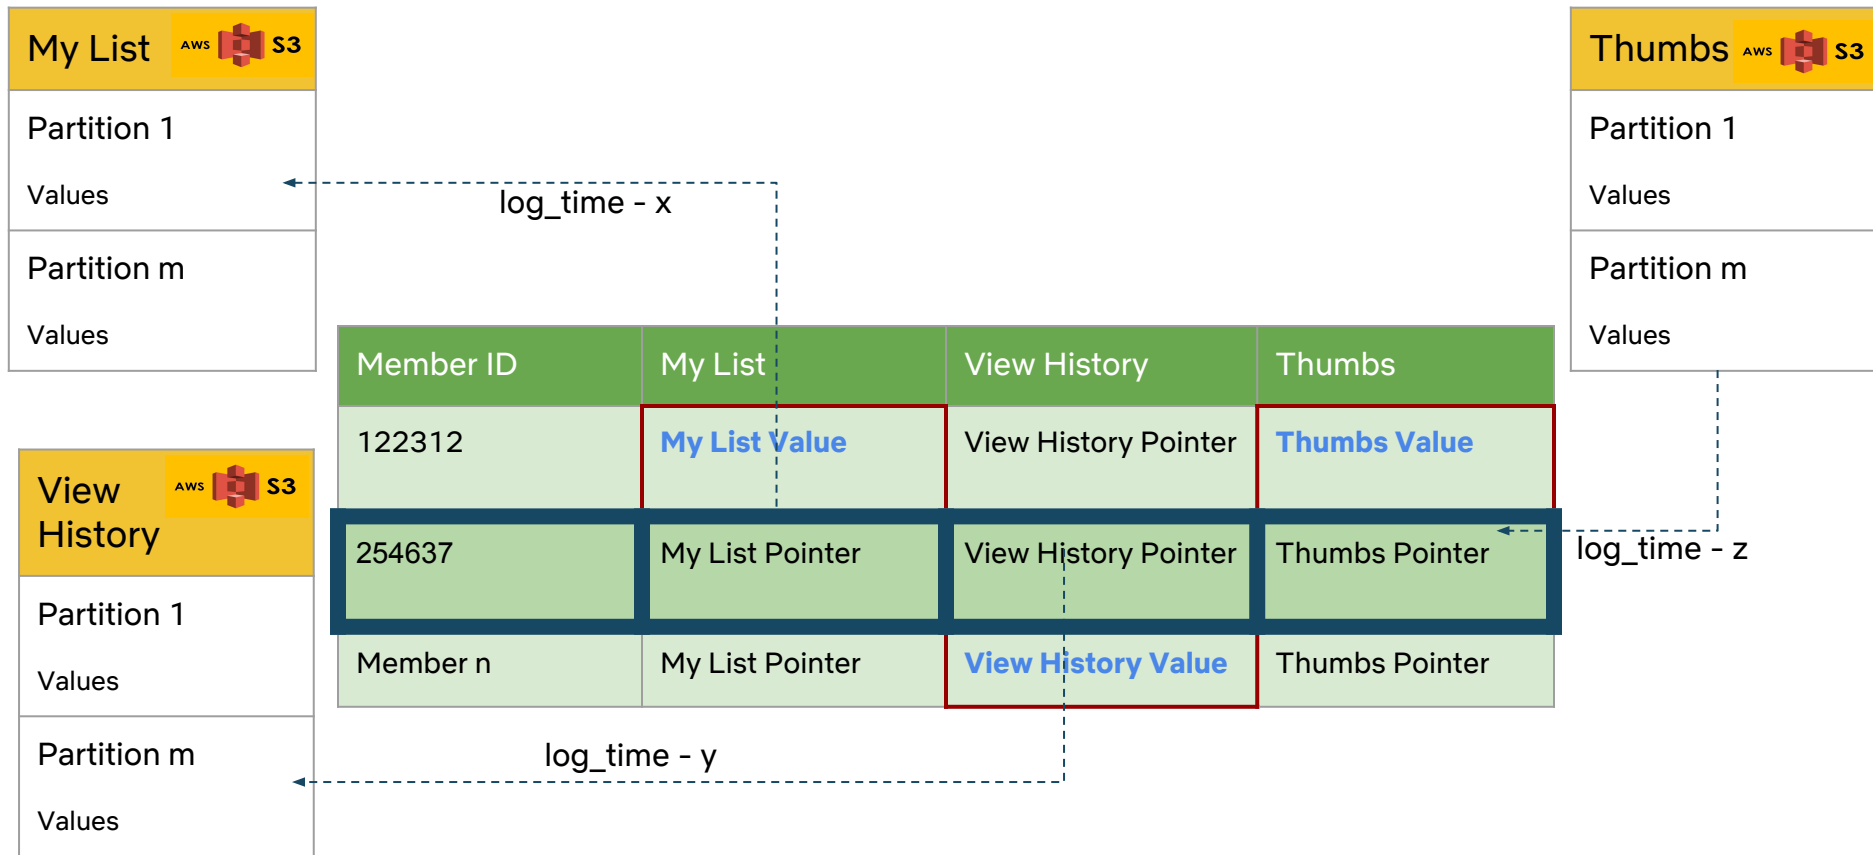 My List AWS S3
Partition 1
Values
Partition m
Values
Thumbs AWS S3
Partition 1
Values
Partition m
Values
log_time - x
View
History
AWS S3
Partition 1
Values
Partition m
Values
Member ID My List View History Thumbs
122312 My List Value View History Pointer Thumbs Value
254637 My List Pointer View History Pointer Thumbs Pointer
Member n My List Pointer View History Value Thumbs Pointer
log_time - z
log_time - y